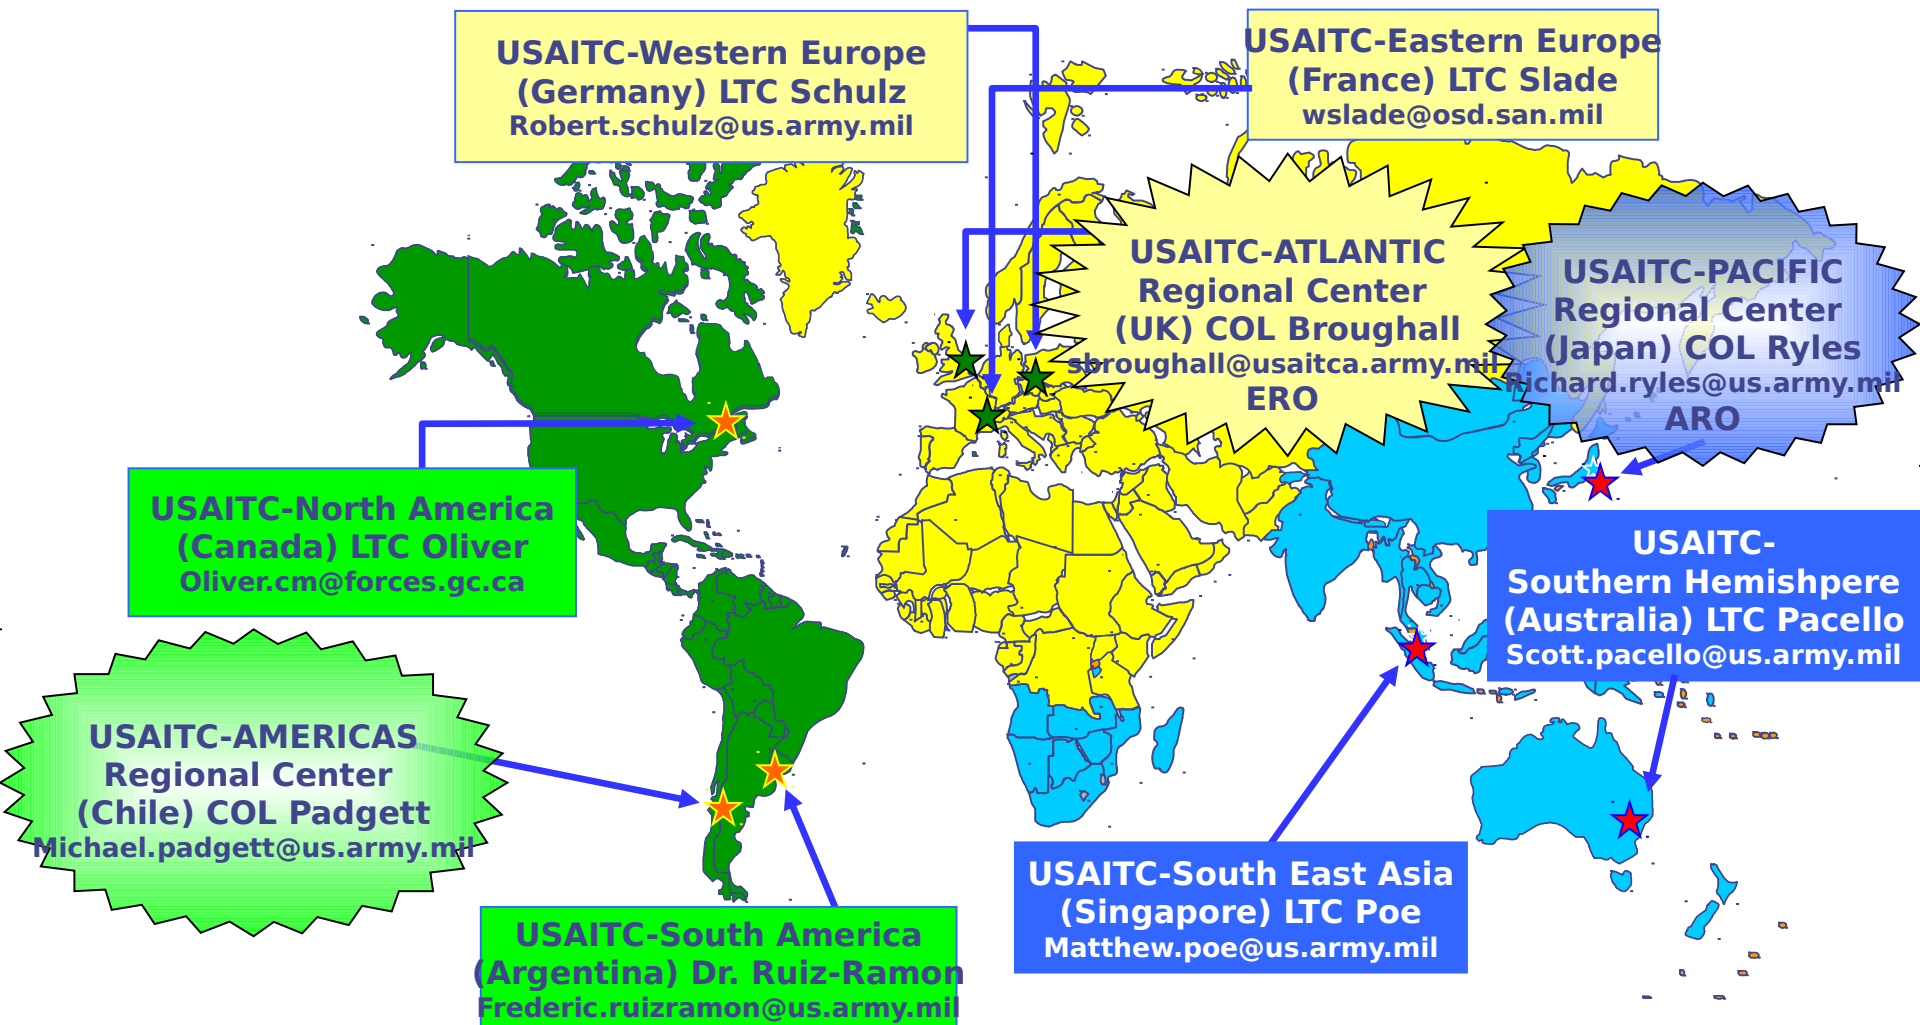 USAITC-Western Europe
(Germany) LTC Schulz
Robert.schulz@us.army.mil
USAITC-Eastern Europe
(France) LTC Slade
wslade@osd.san.mil
USAITC-ATLANTIC
Regional Center
(UK) COL Broughall
sbroughall@usaitca.army.mil
ERO
USAITC-PACIFIC
Regional Center
(Japan) COL Ryles
Richard.ryles@us.army.mil
ARO
USAITC-North America
(Canada) LTC Oliver
Oliver.cm@forces.gc.ca
USAITC-
Southern Hemishpere
(Australia) LTC Pacello
Scott.pacello@us.army.mil
USAITC-AMERICAS
Regional Center
(Chile) COL Padgett
Michael.padgett@us.army.mil
USAITC-South East Asia
(Singapore) LTC Poe
Matthew.poe@us.army.mil
USAITC-South America
(Argentina) Dr. Ruiz-Ramon
Frederic.ruizramon@us.army.mil